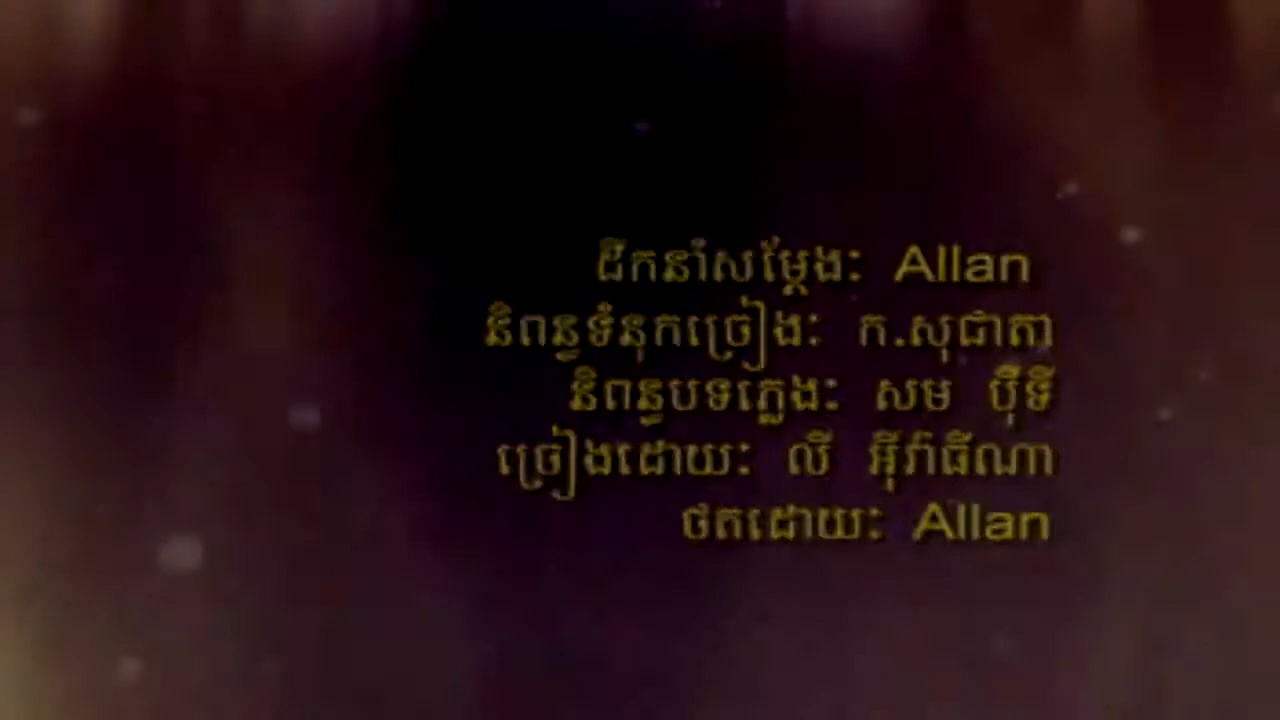 ដឹកនាំសម្ដែង: Allan
និពន្ធទំនុកច្រៀង: ក.សុជាតា
និពន្ធបទភ្លេង: សម ប៊ុីទី
ច្រៀងដោយ: លី អ៊ីវ៉ាធីណា
ថតដោយ: Allan